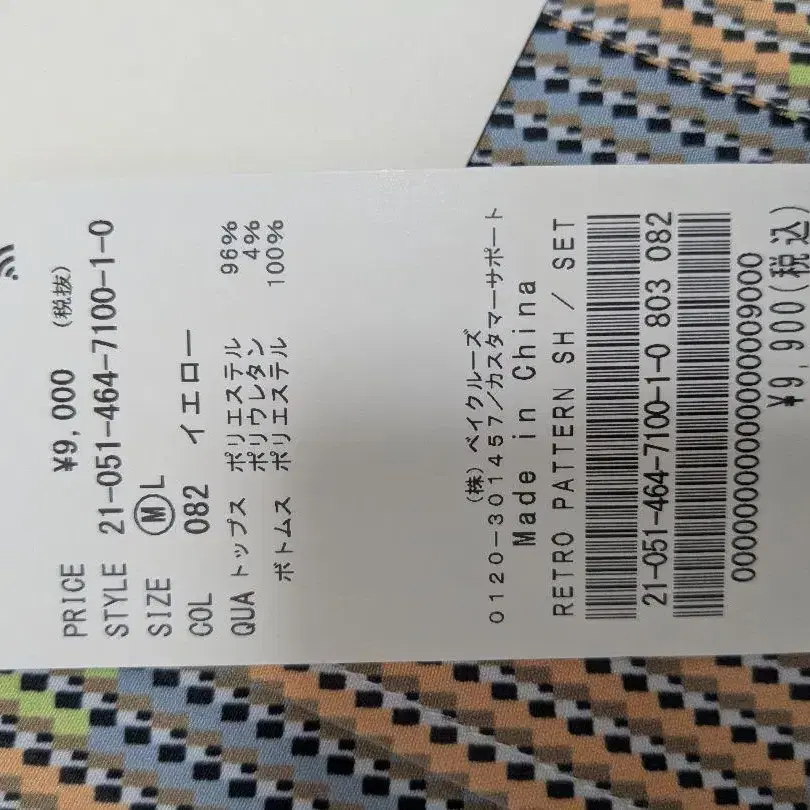 PRICE ¥9,000 (税抜)
STYLE 21-051-464-7100-1-0
SIZE Ⓜ L
COL 082 イエロー
QUA トップス ポリエステル 96%
ポリウレタン 4%
ボトムス ポリエステル 100%
(株) ベイクルーズ
0120-301457/カスタマーサポート
Made in China
RETRO PATTERN SH / SET
21-051-464-7100-1-0 803 082
0000000000000000009000
¥9,900(税込)